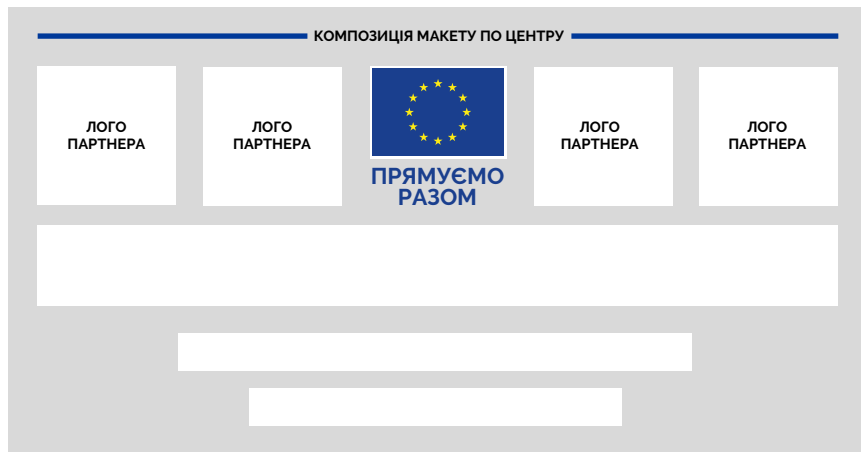 КОМПОЗИЦІЯ МАКЕТУ ПО ЦЕНТРУ
ЛОГО
ПАРТНЕРА
ЛОГО
ПАРТНЕРА
ПРЯМУЄМО
РАЗОМ
ЛОГО
ПАРТНЕРА
ЛОГО
ПАРТНЕРА